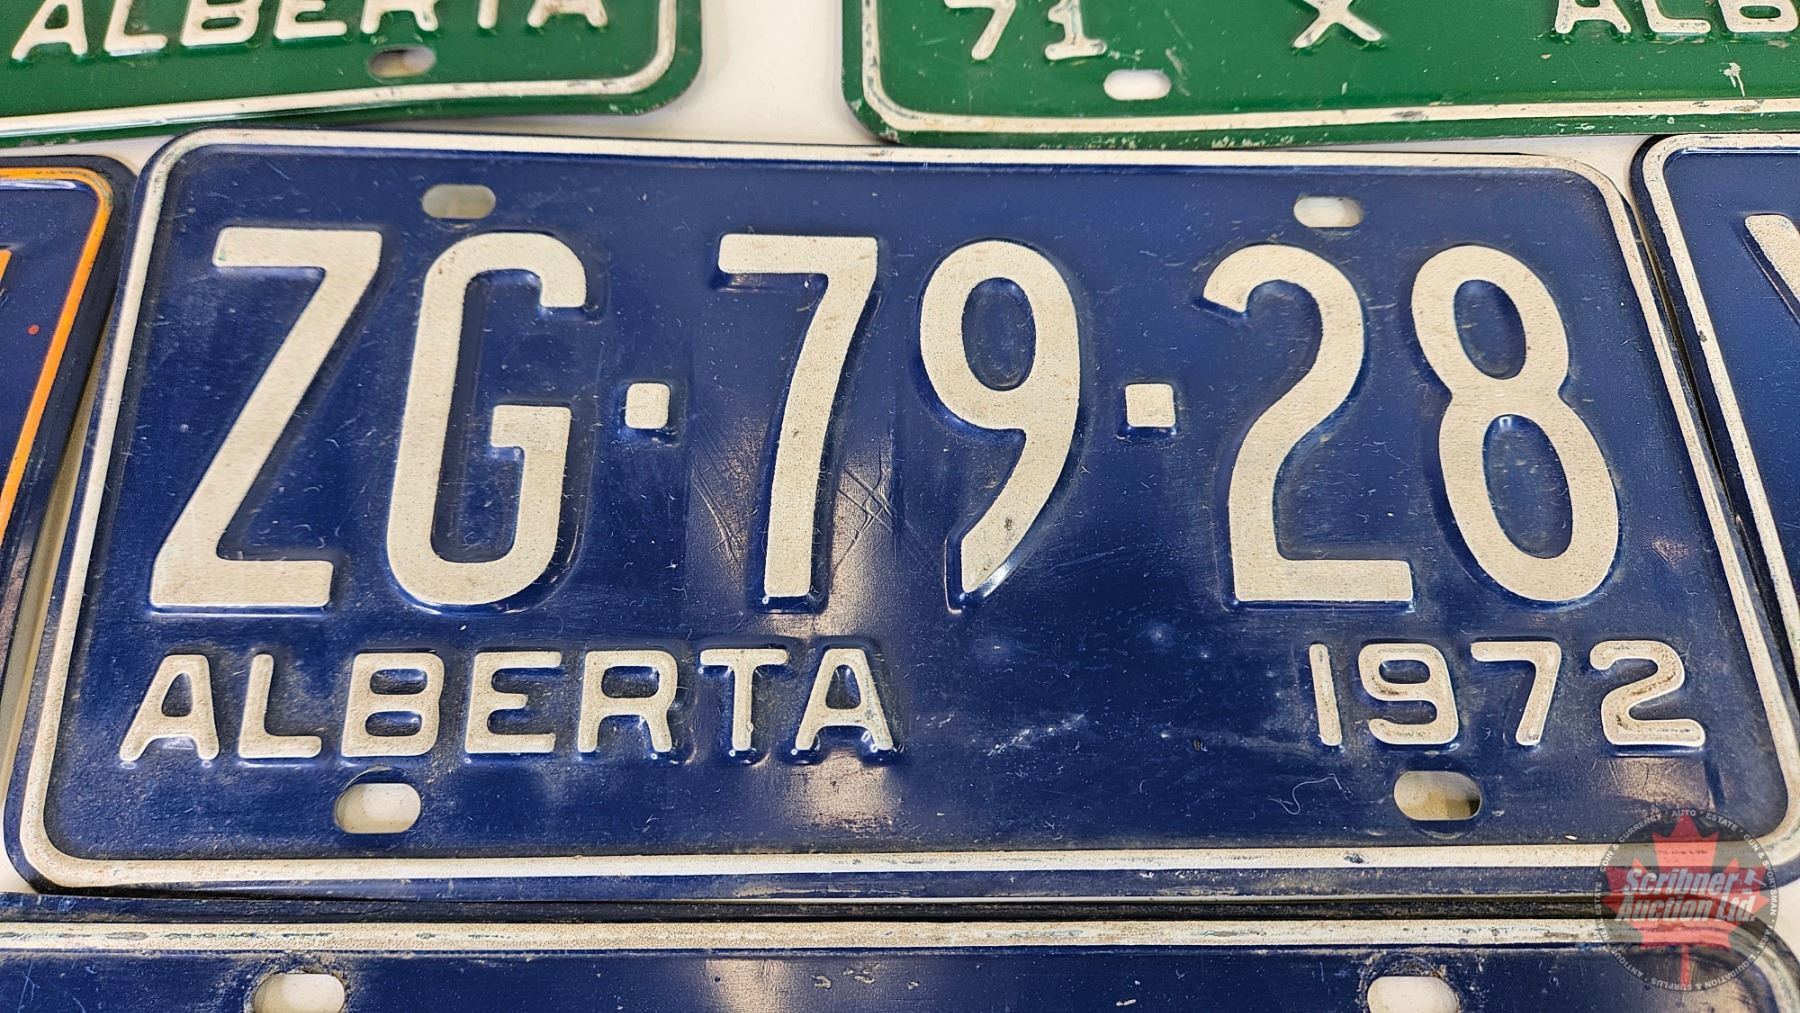 ALBERTA
71 X ALB
ZG·79·28
ALBERTA 1972
Scribner
Auction Ltd